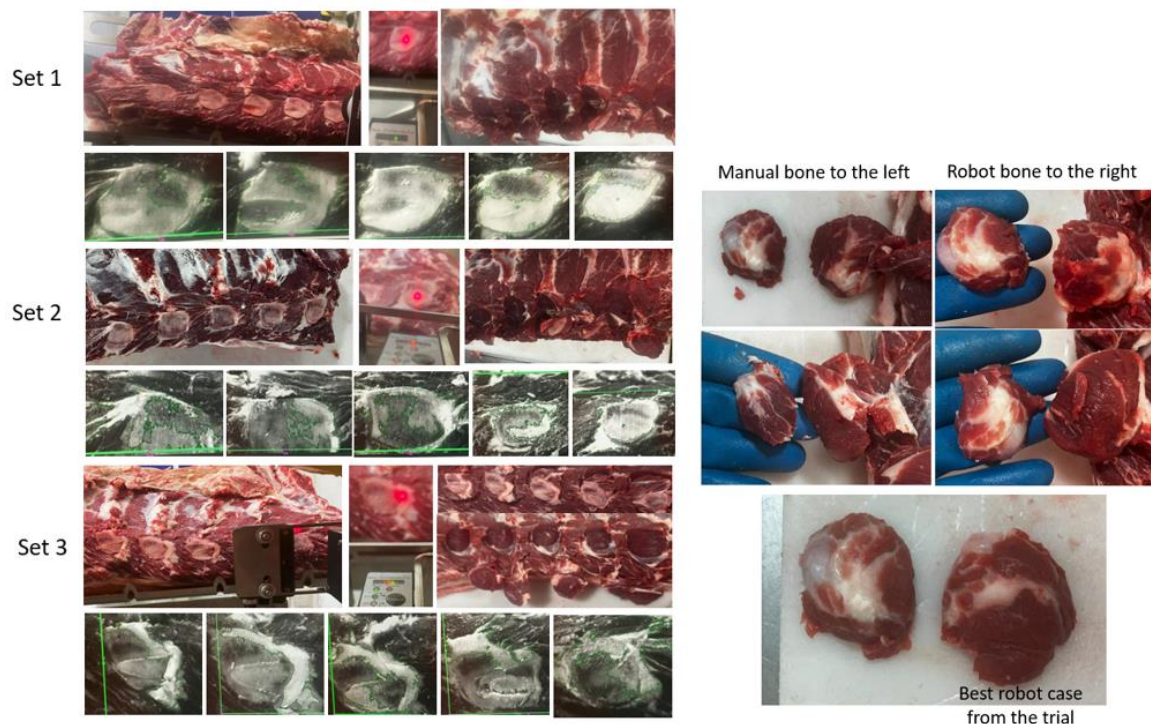 Set 1
Set 2
Set 3
Manual bone to the left
Robot bone to the right
Best robot case
from the trial